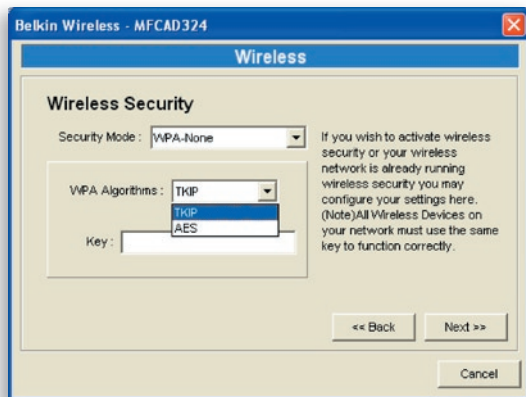 Belkin Wireless - MFCAD324
Wireless
Wireless Security
Security Mode : WPA-None
If you wish to activate wireless
security or your wireless
network is already running
wireless security you may
configure your settings here.
(Note)All Wireless Devices on
your network must use the same
key to function correctly.
WPA Algorithms : TKIP
TKIP
AES
Key :
<< Back
Next >>
Cancel